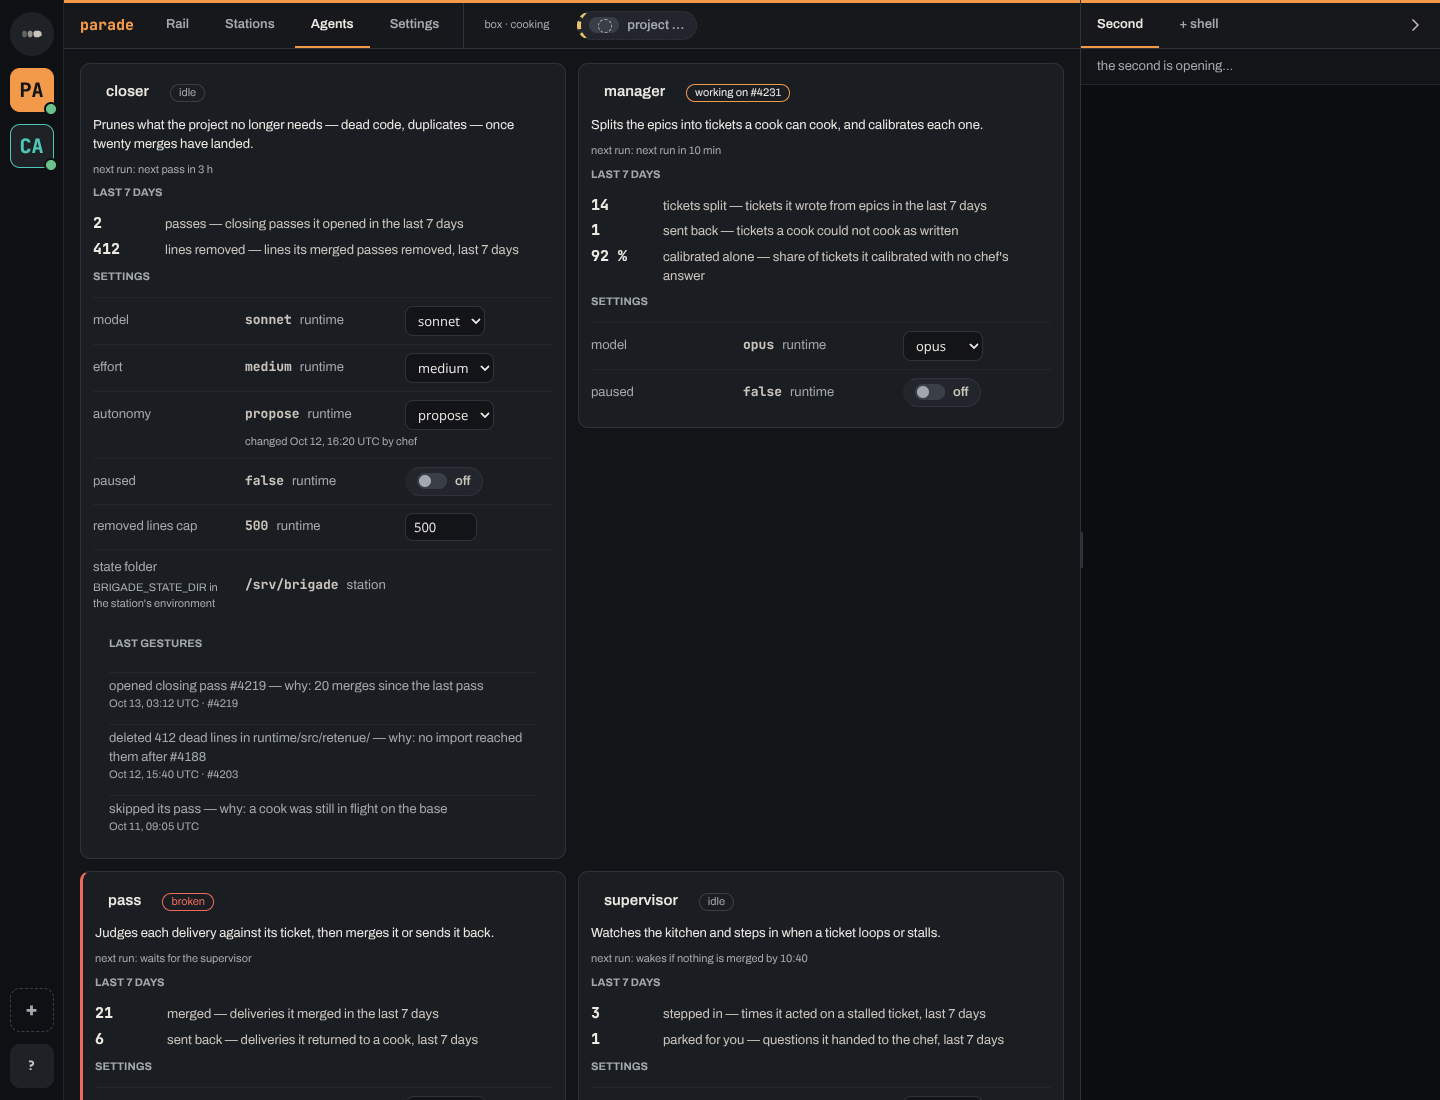 parade
Rail
Stations
Agents
Settings
box · cooking
project ...
Second
+ shell
PA
CA
+
?
the second is opening...
closer
idle
Prunes what the project no longer needs — dead code, duplicates — once
twenty merges have landed.
next run: next pass in 3 h
LAST 7 DAYS
2 passes — closing passes it opened in the last 7 days
412 lines removed — lines its merged passes removed, last 7 days
SETTINGS
model sonnet runtime sonnet
effort medium runtime medium
autonomy propose runtime propose
changed Oct 12, 16:20 UTC by chef
paused false runtime off
removed lines cap 500 runtime 500
state folder
BRIGADE_STATE_DIR in
the station's environment
/srv/brigade station
LAST GESTURES
opened closing pass #4219 — why: 20 merges since the last pass
Oct 13, 03:12 UTC · #4219
deleted 412 dead lines in runtime/src/retenue/ — why: no import reached
them after #4188
Oct 12, 15:40 UTC · #4203
skipped its pass — why: a cook was still in flight on the base
Oct 11, 09:05 UTC
manager
working on #4231
Splits the epics into tickets a cook can cook, and calibrates each one.
next run: next run in 10 min
LAST 7 DAYS
14 tickets split — tickets it wrote from epics in the last 7 days
1 sent back — tickets a cook could not cook as written
92 % calibrated alone — share of tickets it calibrated with no chef's
answer
SETTINGS
model opus runtime opus
paused false runtime off
pass
broken
Judges each delivery against its ticket, then merges it or sends it back.
next run: waits for the supervisor
LAST 7 DAYS
21 merged — deliveries it merged in the last 7 days
6 sent back — deliveries it returned to a cook, last 7 days
SETTINGS
supervisor
idle
Watches the kitchen and steps in when a ticket loops or stalls.
next run: wakes if nothing is merged by 10:40
LAST 7 DAYS
3 stepped in — times it acted on a stalled ticket, last 7 days
1 parked for you — questions it handed to the chef, last 7 days
SETTINGS